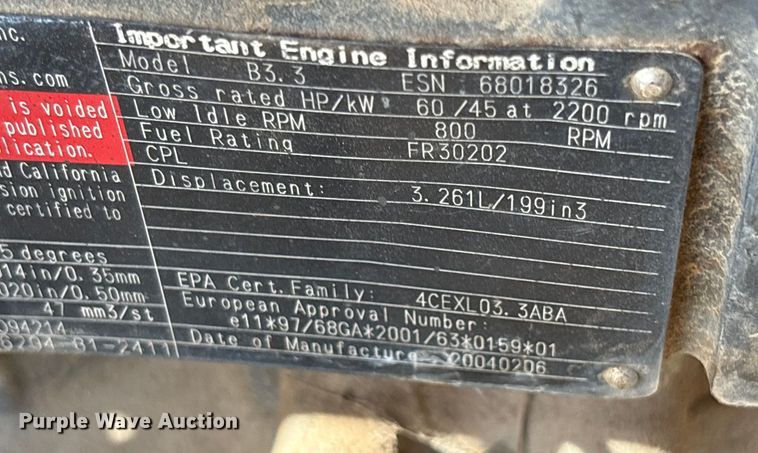 nc.
ns.com
is voided
published
lication.
nd California
sion ignition
certified to
5 degrees
014in/0.35mm
020in/0.50mm
47 mm3/st
094214
Important Engine Information
Model B3.3 ESN 68018326
Gross rated HP/kW: 60 /45 at 2200 rpm
Low Idle RPM 800 RPM
Fuel Rating FR30202
CPL
Displacement: 3.261L/199in3
EPA Cert.Family: 4CEXL03.3ABA
European Approval Number:
e11*97/68GA*2001/63*0159*01
Date of Manufacture 20040206
Purple Wave Auction